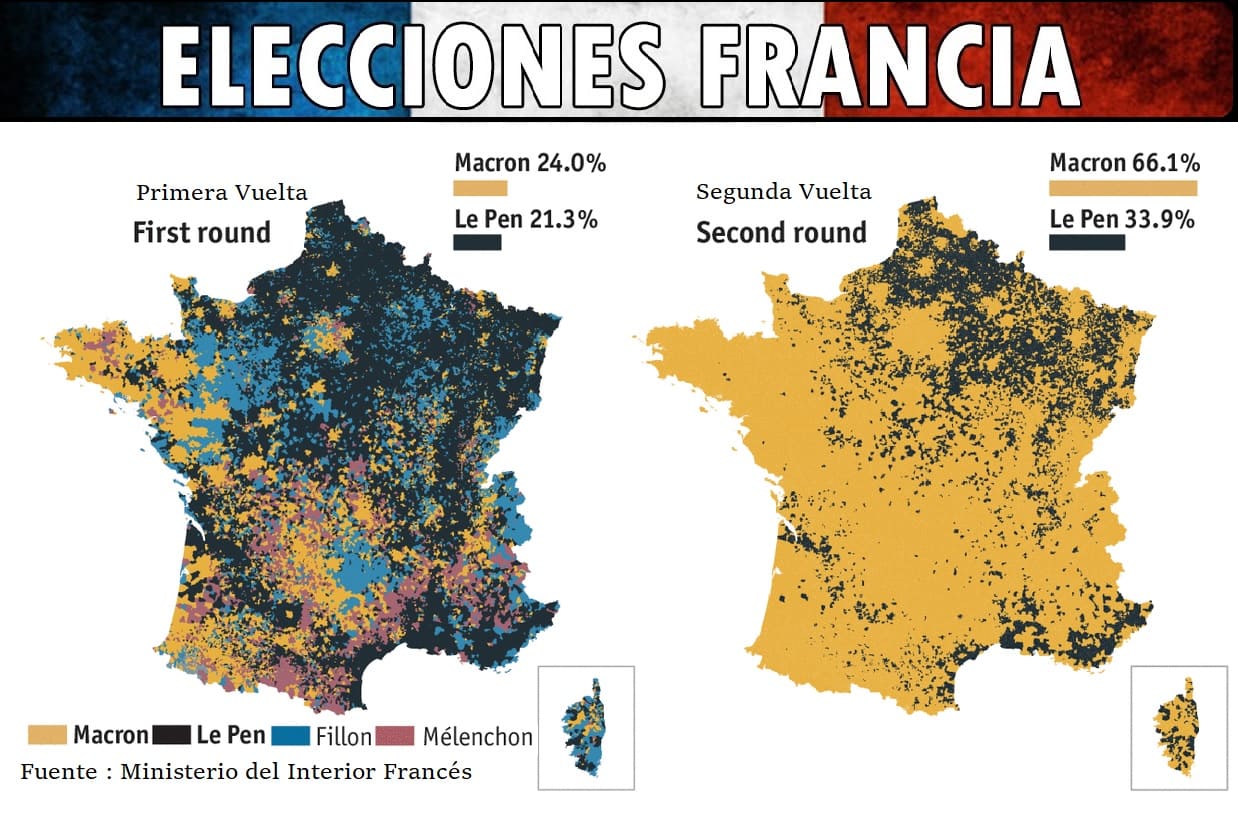 ELECCIONES FRANCIA
Primera Vuelta
First round
Macron 24.0%
Le Pen 21.3%
Segunda Vuelta
Second round
Macron 66.1%
Le Pen 33.9%
Macron Le Pen Fillon Mélenchon
Fuente : Ministerio del Interior Francés